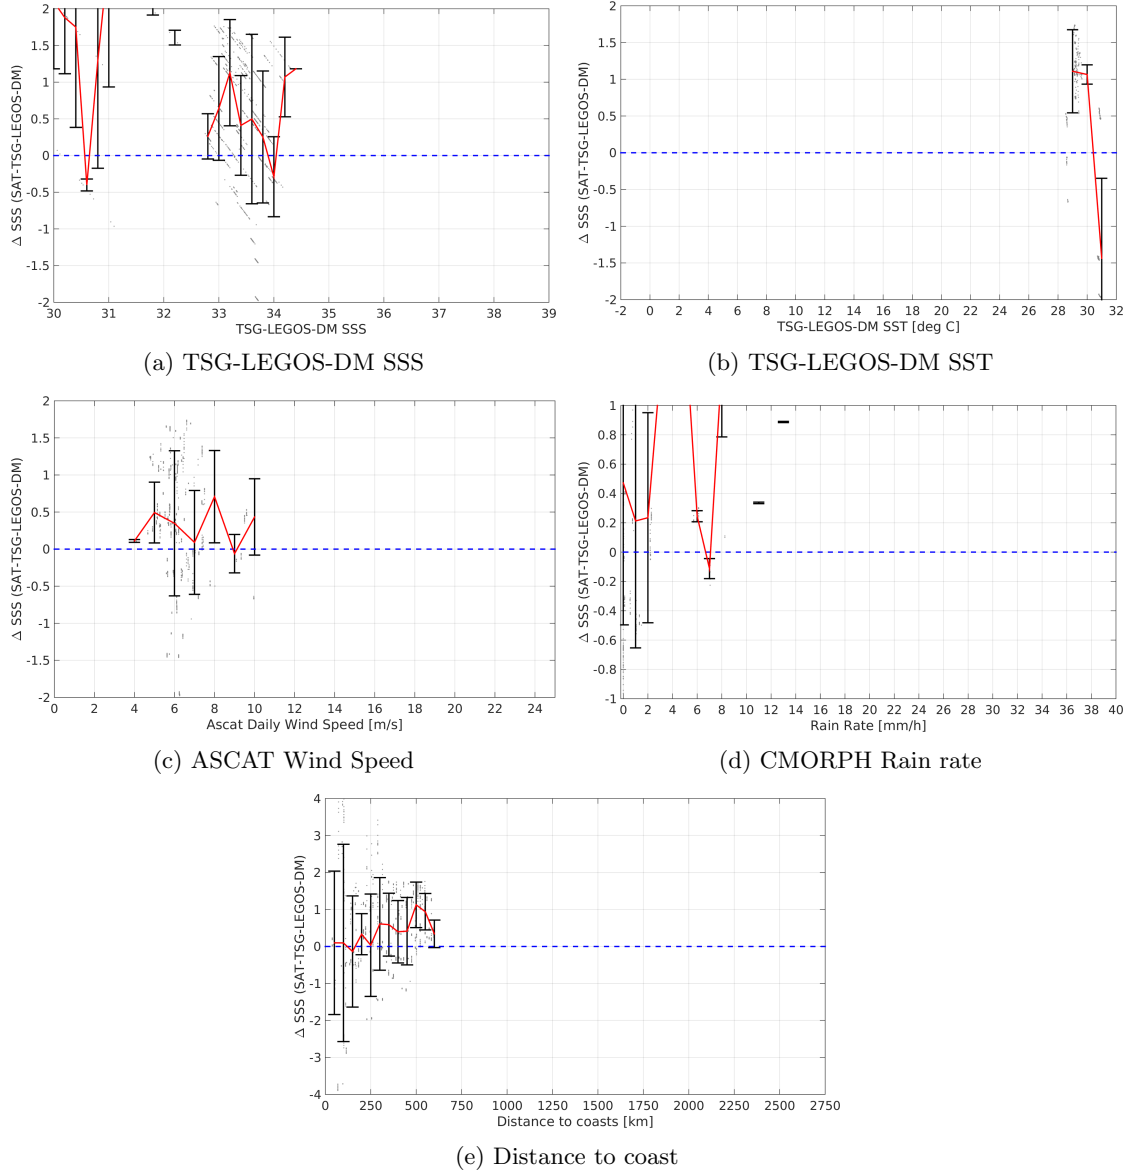 2
1.5
1
0.5
0
-0.5
-1
-1.5
-2
Δ SSS (SAT-TSG-LEGOS-DM)
30 31 32 33 34 35 36 37 38 39
TSG-LEGOS-DM SSS
(a) TSG-LEGOS-DM SSS
2
1.5
1
0.5
0
-0.5
-1
-1.5
-2
Δ SSS (SAT-TSG-LEGOS-DM)
-2 0 2 4 6 8 10 12 14 16 18 20 22 24 26 28 30 32
TSG-LEGOS-DM SST [deg C]
(b) TSG-LEGOS-DM SST
2
1.5
1
0.5
0
-0.5
-1
-1.5
-2
Δ SSS (SAT-TSG-LEGOS-DM)
0 2 4 6 8 10 12 14 16 18 20 22 24
Ascat Daily Wind Speed [m/s]
(c) ASCAT Wind Speed
1
0.8
0.6
0.4
0.2
0
-0.2
-0.4
-0.6
-0.8
-1
Δ SSS (SAT-TSG-LEGOS-DM)
0 2 4 6 8 10 12 14 16 18 20 22 24 26 28 30 32 34 36 38 40
Rain Rate [mm/h]
(d) CMORPH Rain rate
4
3
2
1
0
-1
-2
-3
-4
Δ SSS (SAT-TSG-LEGOS-DM)
0 250 500 750 1000 1250 1500 1750 2000 2250 2500 2750
Distance to coasts [km]
(e) Distance to coast